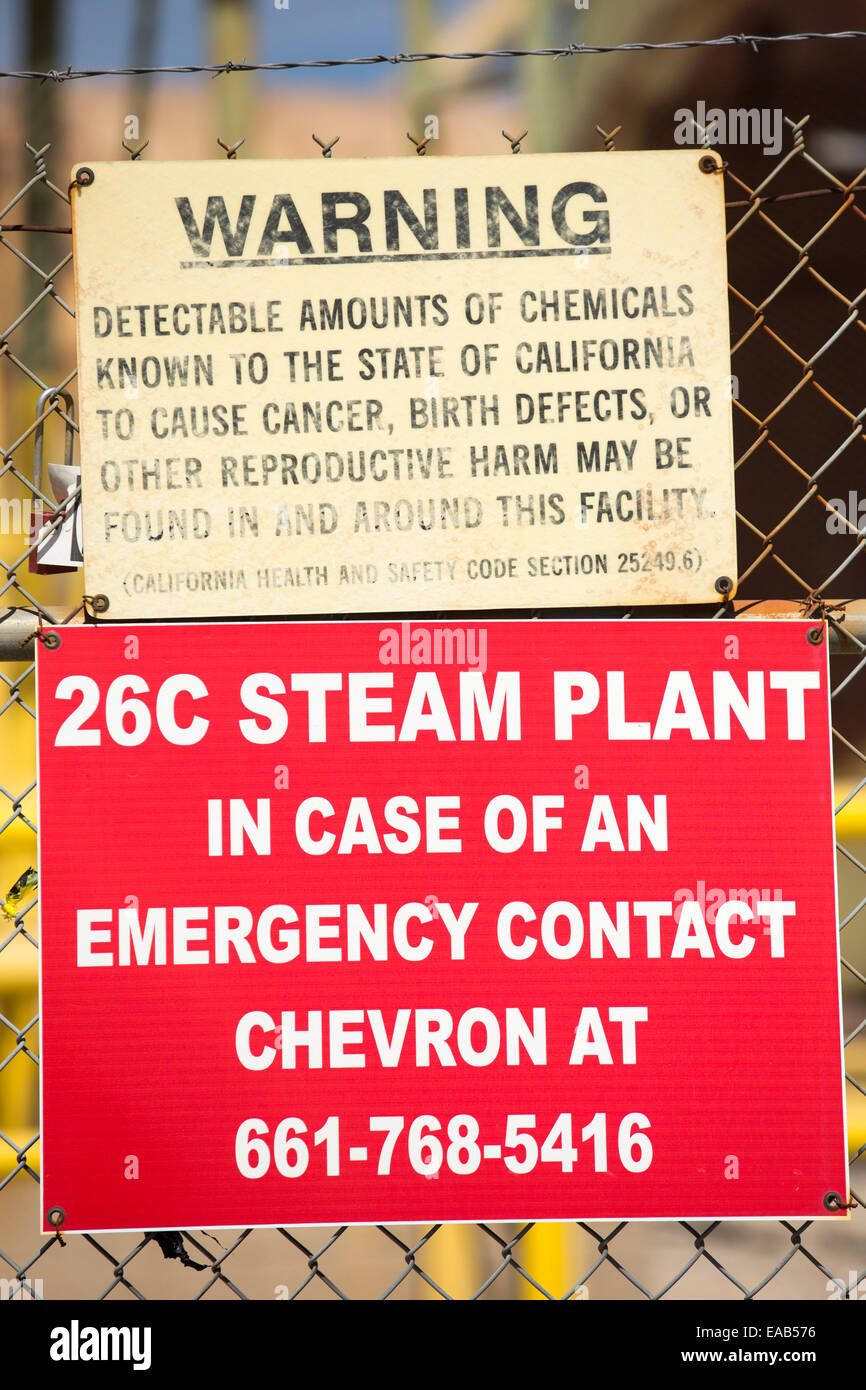 WARNING
DETECTABLE AMOUNTS OF CHEMICALS
KNOWN TO THE STATE OF CALIFORNIA
TO CAUSE CANCER, BIRTH DEFECTS, OR
OTHER REPRODUCTIVE HARM MAY BE
FOUND IN AND AROUND THIS FACILITY.
(CALIFORNIA HEALTH AND SAFETY CODE SECTION 25249.6)
26C STEAM PLANT
IN CASE OF AN
EMERGENCY CONTACT
CHEVRON AT
661-768-5416
alamy
Image ID: EAB576
www.alamy.com